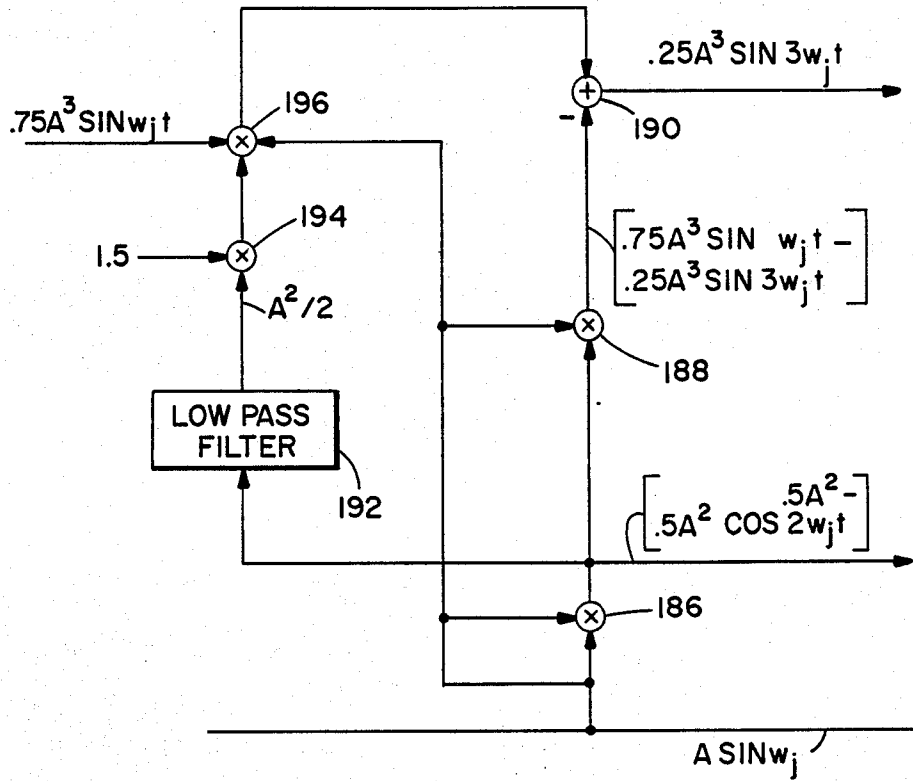 .25A³ SIN 3wⱼt
190
196
.75A³ SINwⱼt
194
1.5
.75A³ SIN wⱼt –
.25A³ SIN 3wⱼt
A²/2
188
LOW PASS
FILTER
192
.5A² –
.5A² COS 2wⱼt
186
A SINwⱼ
+
–
×
×
×
×